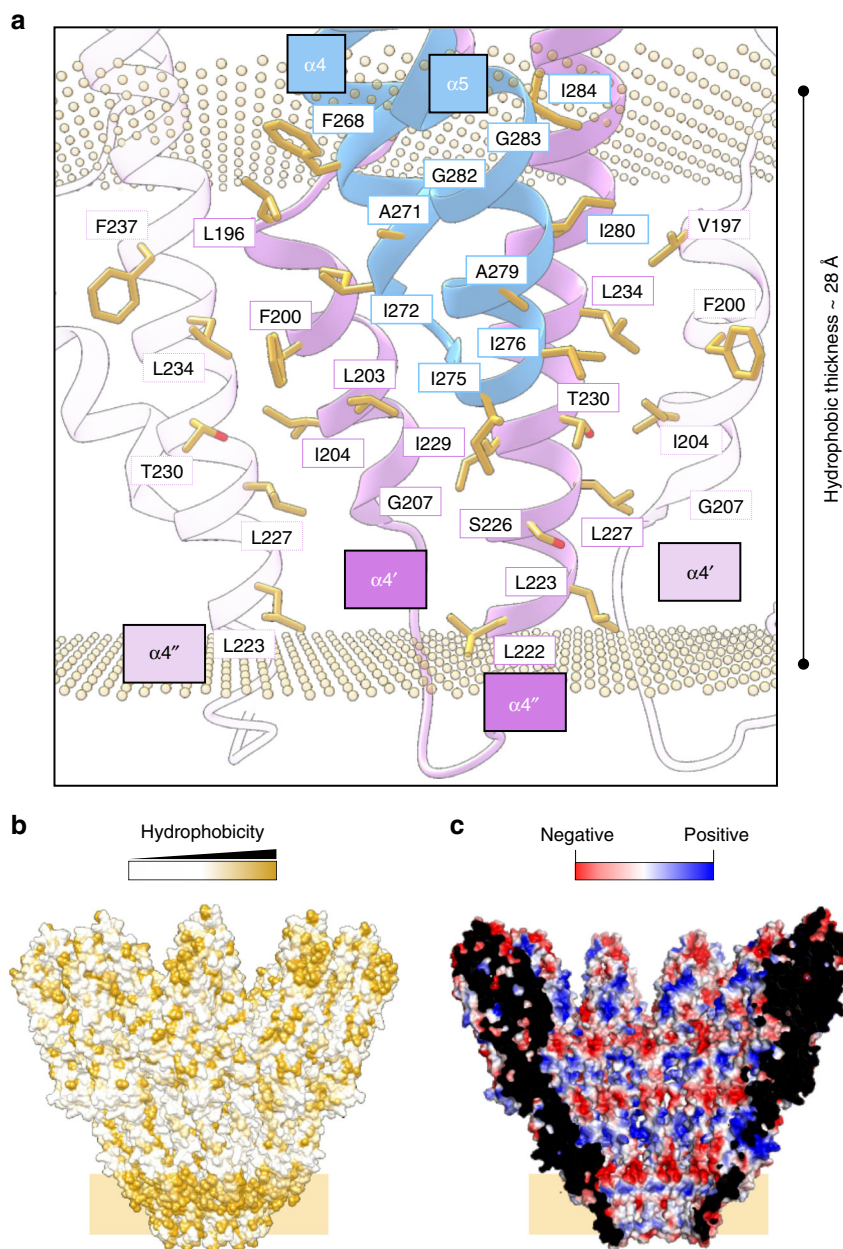 a
α4
α5
I284
F268
G283
G282
A271
F237
L196
I280
V197
A279
L234
I272
F200
F200
I276
L234
L203
I275
T230
I204
I229
I204
T230
G207
G207
S226
L227
L227
α4′
α4′
L223
α4″
L223
L222
α4″
Hydrophobic thickness ~ 28 Å
b
Hydrophobicity
c
Negative
Positive